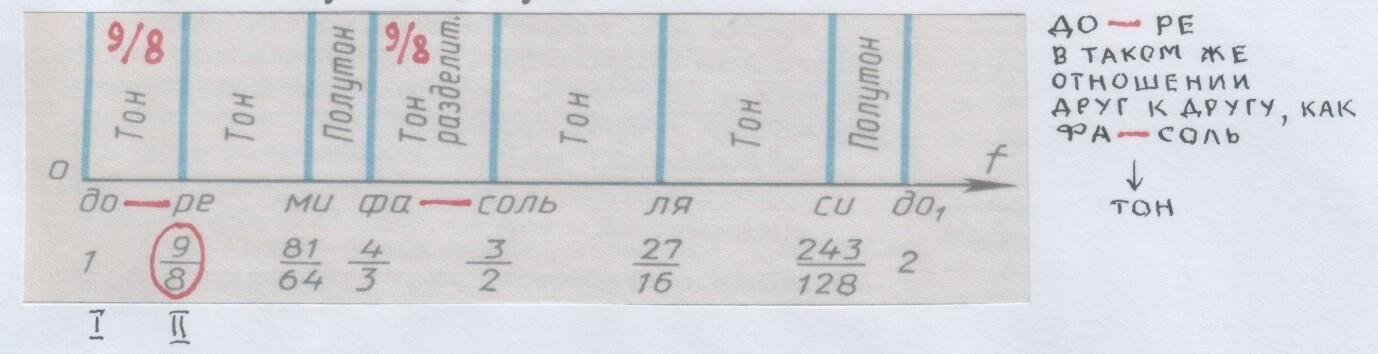 9/8 9/8
Тон Тон Полутон Тон разделит. Тон Тон Полутон
0 f
до — ре ми фа — соль ля си до₁
1 9/8 81/64 4/3 3/2 27/16 243/128 2
I II
ДО — РЕ
В ТАКОМ ЖЕ
ОТНОШЕНИИ
ДРУГ К ДРУГУ, КАК
ФА — СОЛЬ
↓
ТОН